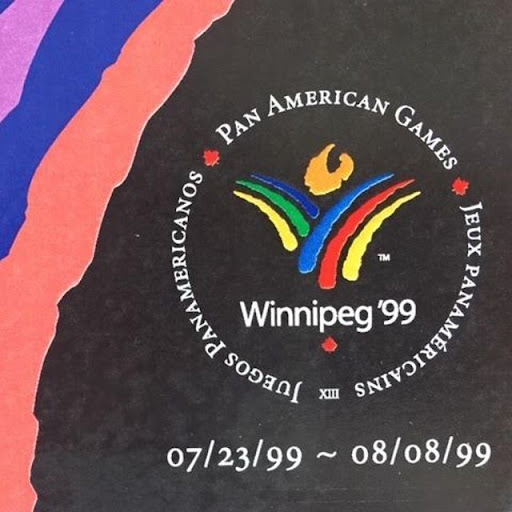 PAN AMERICAN GAMES
JEUX PANAMÉRICAINS
XIII
JUEGOS PANAMERICANOS
TM
Winnipeg '99
07/23/99 ~ 08/08/99